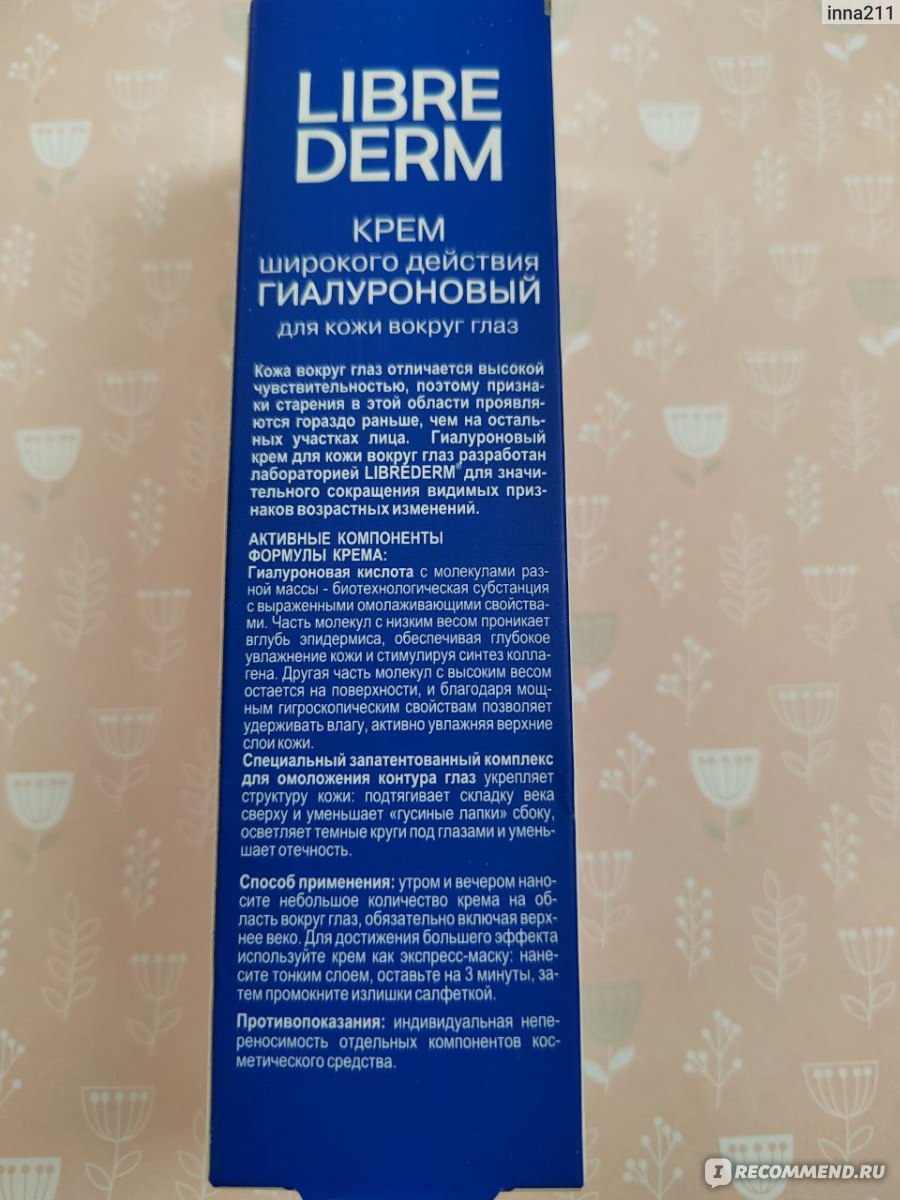 inna211
LIBRE
DERM
КРЕМ
широкого действия
ГИАЛУРОНОВЫЙ
для кожи вокруг глаз
Кожа вокруг глаз отличается высокой
чувствительностью, поэтому призна-
ки старения в этой области проявля-
ются гораздо раньше, чем на осталь-
ных участках лица. Гиалуроновый
крем для кожи вокруг глаз разработан
лабораторией LIBREDERM® для значи-
тельного сокращения видимых приз-
наков возрастных изменений.
АКТИВНЫЕ КОМПОНЕНТЫ
ФОРМУЛЫ КРЕМА:
Гиалуроновая кислота с молекулами раз-
ной массы - биотехнологическая субстанция
с выраженными омолаживающими свойства-
ми. Часть молекул с низким весом проникает
вглубь эпидермиса, обеспечивая глубокое
увлажнение кожи и стимулируя синтез колла-
гена. Другая часть молекул с высоким весом
остается на поверхности, и благодаря мощ-
ным гигроскопическим свойствам позволяет
удерживать влагу, активно увлажняя верхние
слои кожи.
Специальный запатентованный комплекс
для омоложения контура глаз укрепляет
структуру кожи: подтягивает складку века
сверху и уменьшает «гусиные лапки» сбоку,
осветляет темные круги под глазами и умень-
шает отечность.
Способ применения: утром и вечером нано-
сите небольшое количество крема на об-
ласть вокруг глаз, обязательно включая верх-
нее веко. Для достижения большего эффекта
используйте крем как экспресс-маску: нане-
сите тонким слоем, оставьте на 3 минуты, за-
тем промокните излишки салфеткой.
Противопоказания: индивидуальная непе-
реносимость отдельных компонентов кос-
метического средства.
I RECOMMEND.RU